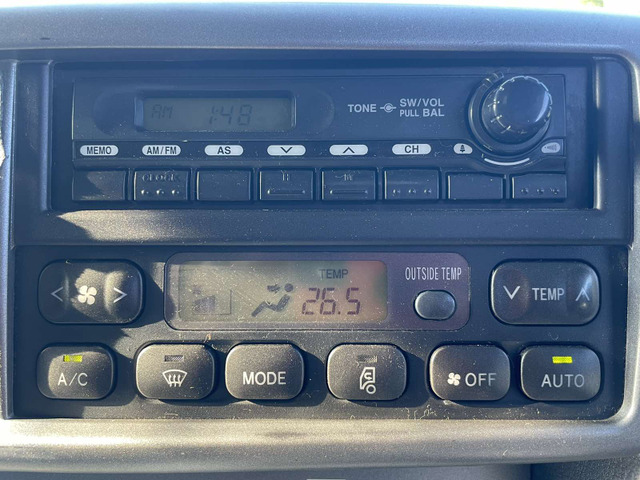 AM 1:48
TONE SW/VOL
PULL BAL
MEMO AM/FM AS CH
CLOCK H M
TEMP
26.5
OUTSIDE TEMP
TEMP
A/C MODE OFF AUTO